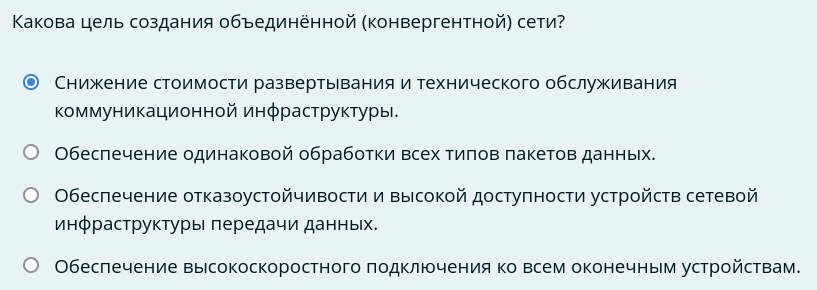 Какова цель создания объединённой (конвергентной) сети?
Снижение стоимости развертывания и технического обслуживания
коммуникационной инфраструктуры.
Обеспечение одинаковой обработки всех типов пакетов данных.
Обеспечение отказоустойчивости и высокой доступности устройств сетевой
инфраструктуры передачи данных.
Обеспечение высокоскоростного подключения ко всем оконечным устройствам.